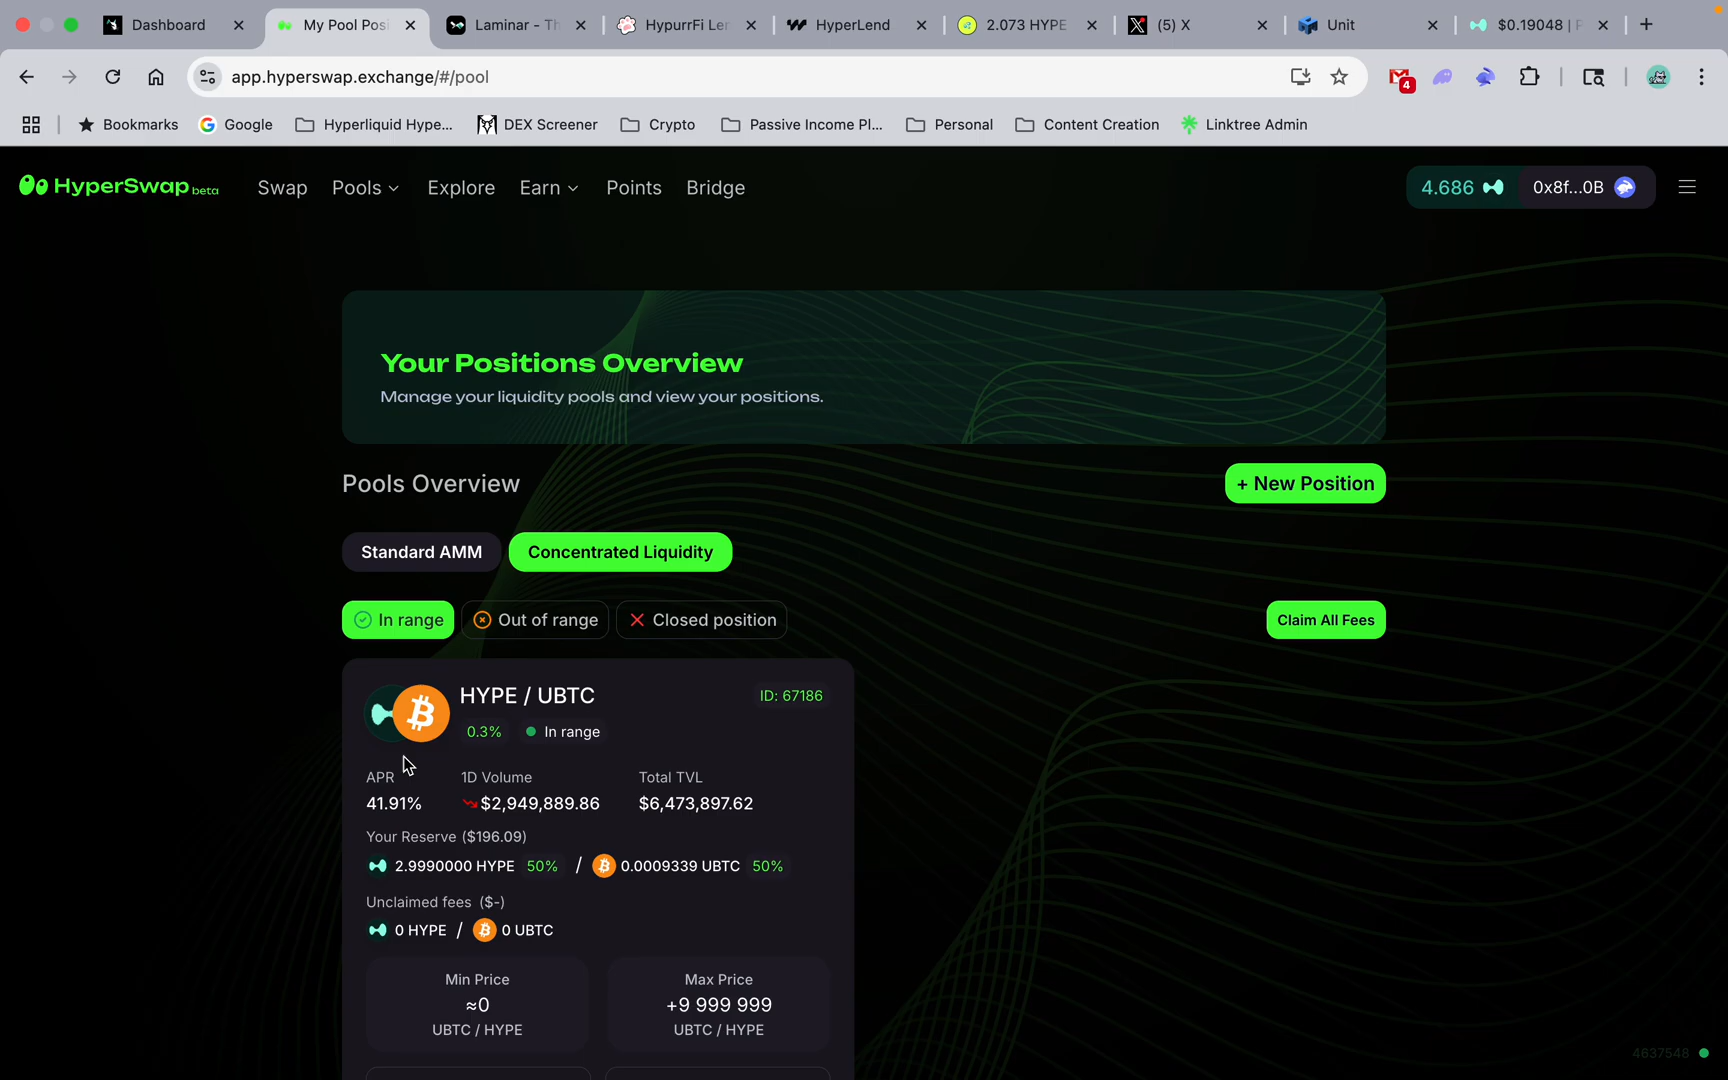 Dashboard
My Pool Posi
Laminar - Th
HypurrFi Len
HyperLend
2.073 HYPE
(5) X
Unit
$0.19048 | P
app.hyperswap.exchange/#/pool
4
Bookmarks
Google
Hyperliquid Hype...
DEX Screener
Crypto
Passive Income Pl...
Personal
Content Creation
Linktree Admin
HyperSwap beta
Swap
Pools
Explore
Earn
Points
Bridge
4.686
0x8f...0B
Your Positions Overview
Manage your liquidity pools and view your positions.
Pools Overview
+ New Position
Standard AMM
Concentrated Liquidity
In range
Out of range
Closed position
Claim All Fees
HYPE / UBTC
ID: 67186
0.3%
In range
APR
1D Volume
Total TVL
41.91%
$2,949,889.86
$6,473,897.62
Your Reserve ($196.09)
2.9990000 HYPE 50% / 0.0009339 UBTC 50%
Unclaimed fees ($-)
0 HYPE / 0 UBTC
Min Price
Max Price
≈0
+9 999 999
UBTC / HYPE
UBTC / HYPE
4637548